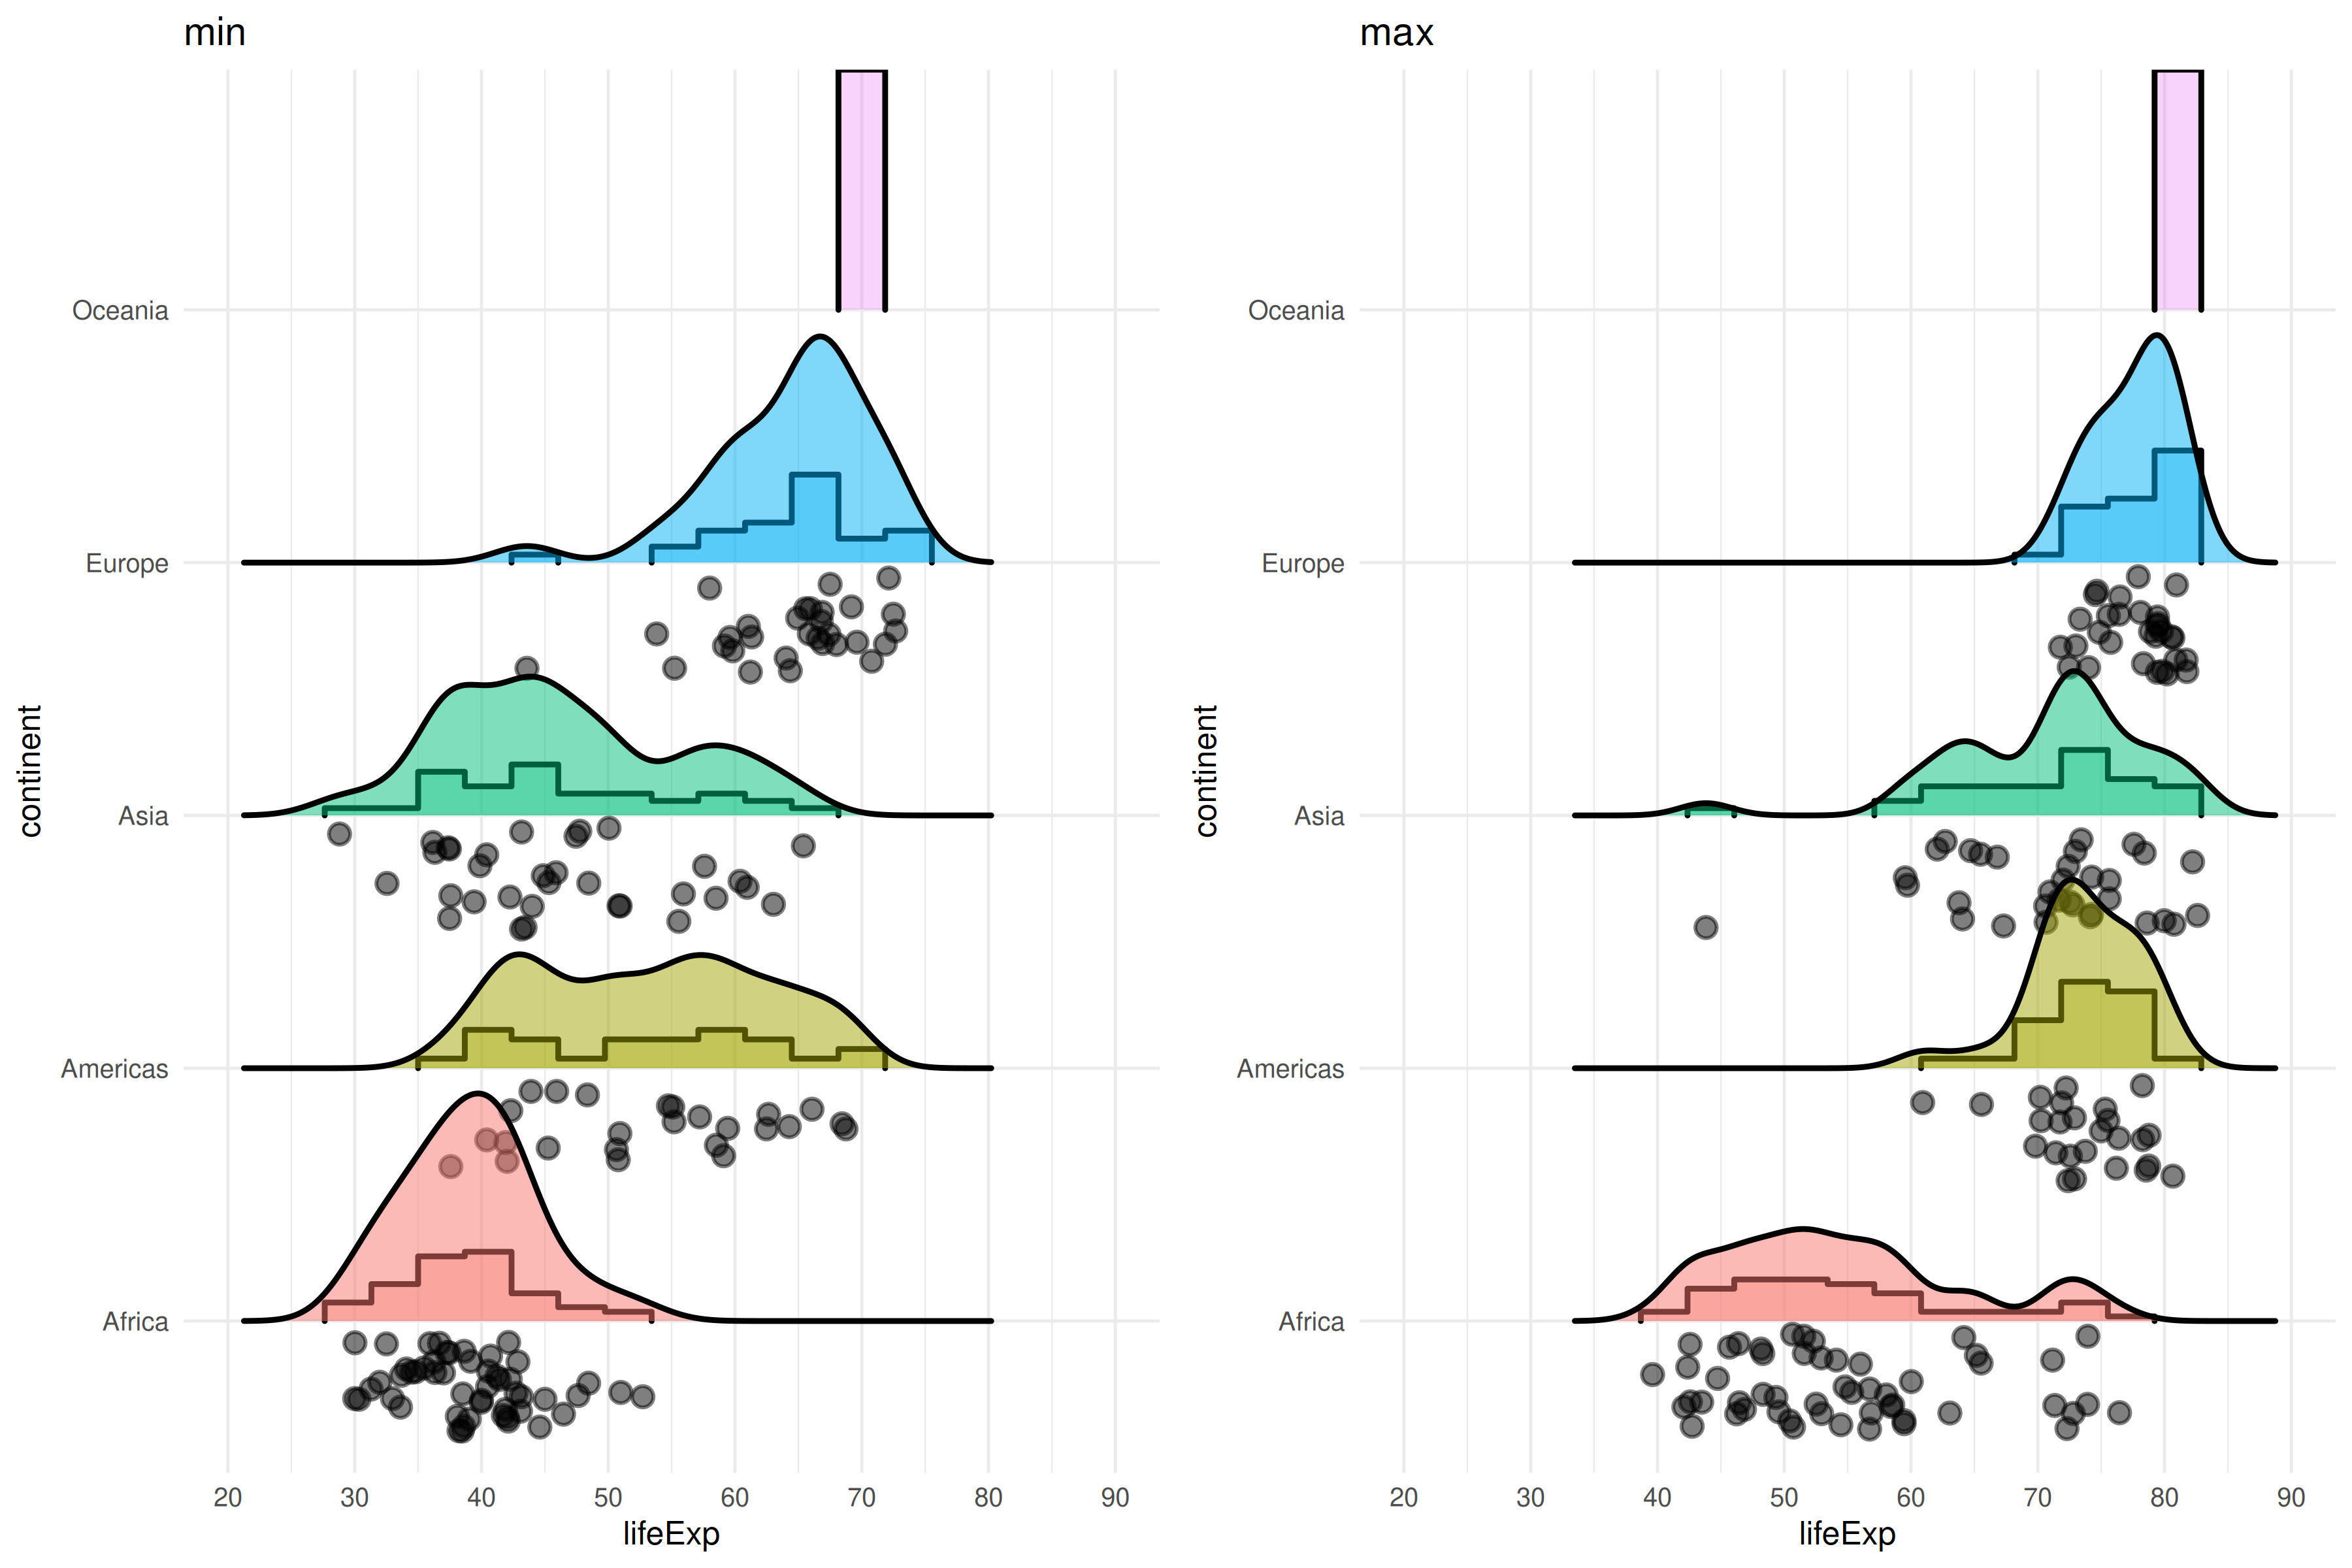 min
Oceania
Europe
Asia
Americas
Africa
continent
20 30 40 50 60 70 80 90
lifeExp
max
Oceania
Europe
Asia
Americas
Africa
continent
20 30 40 50 60 70 80 90
lifeExp